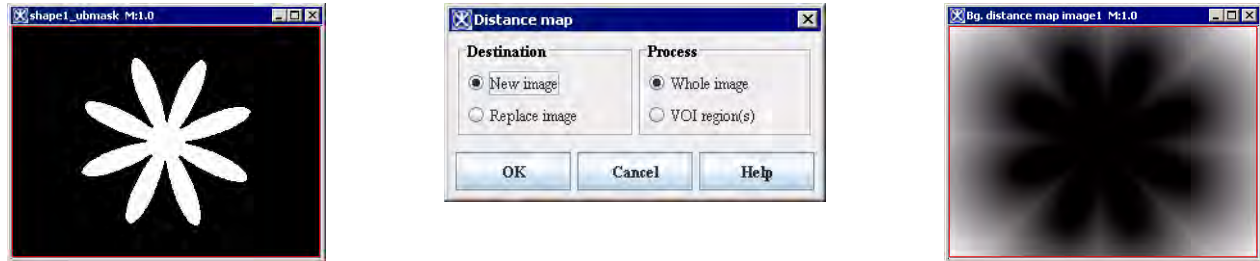 shape1_ubmask M:1.0
Distance map
Destination
New image
Replace image
Process
Whole image
VOI region(s)
OK Cancel Help
Bg. distance map image1 M:1.0